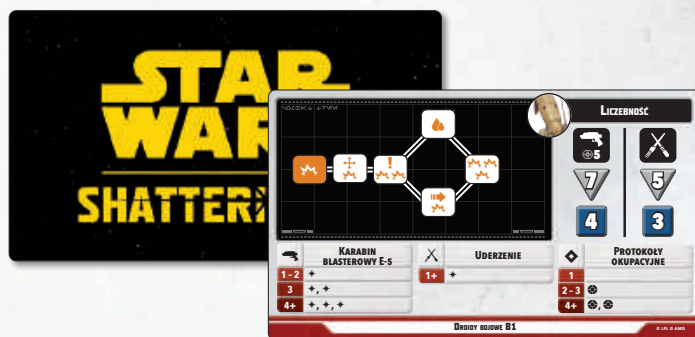 STAR
WARS
SHATTER
LICZEBNOŚĆ
5
7
5
4
3
KARABIN
BLASTEROWY E-5
1-2
3
4+
UDERZENIE
1+
PROTOKOŁY
OKUPACYJNE
1
2-3
4+
DROIDY BOJOWE B1
© LFL © AMG